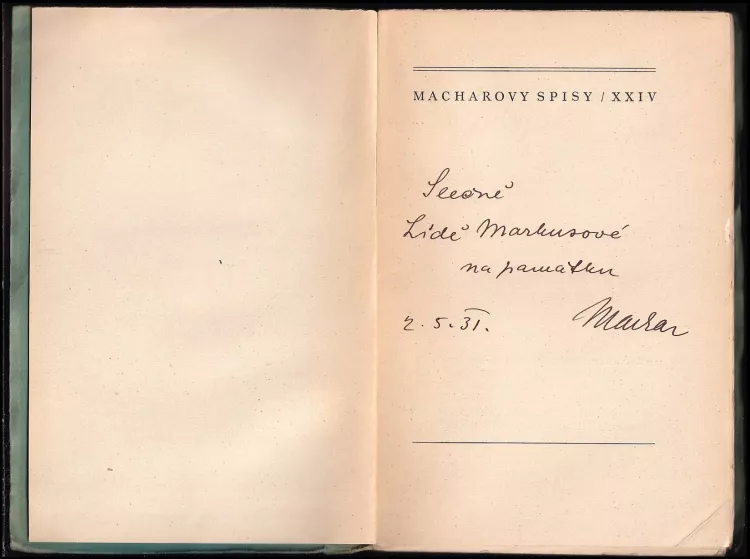 MACHAROVY SPISY / XXIV
Slečně
Lídě Markusové
na památku
2. 5. 31.
Machar